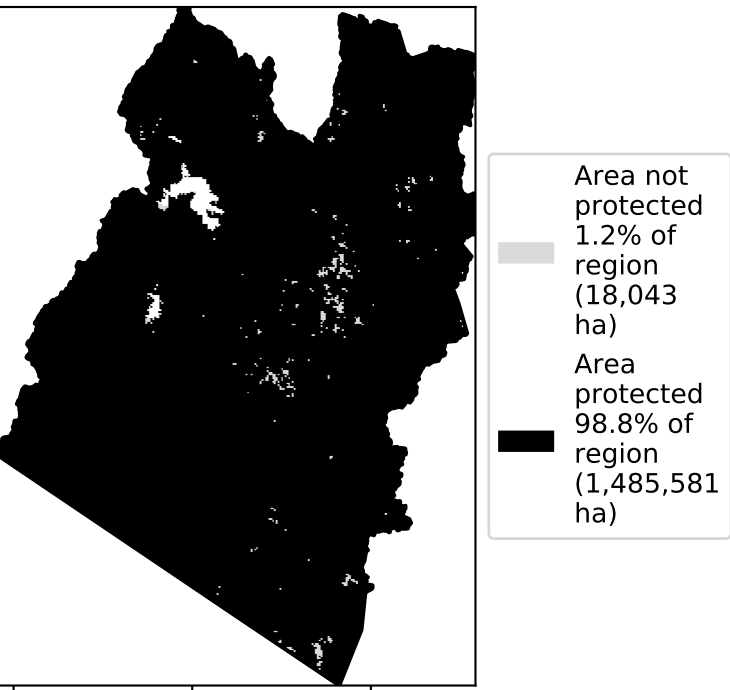 Area not
protected
1.2% of
region
(18,043
ha)
Area
protected
98.8% of
region
(1,485,581
ha)